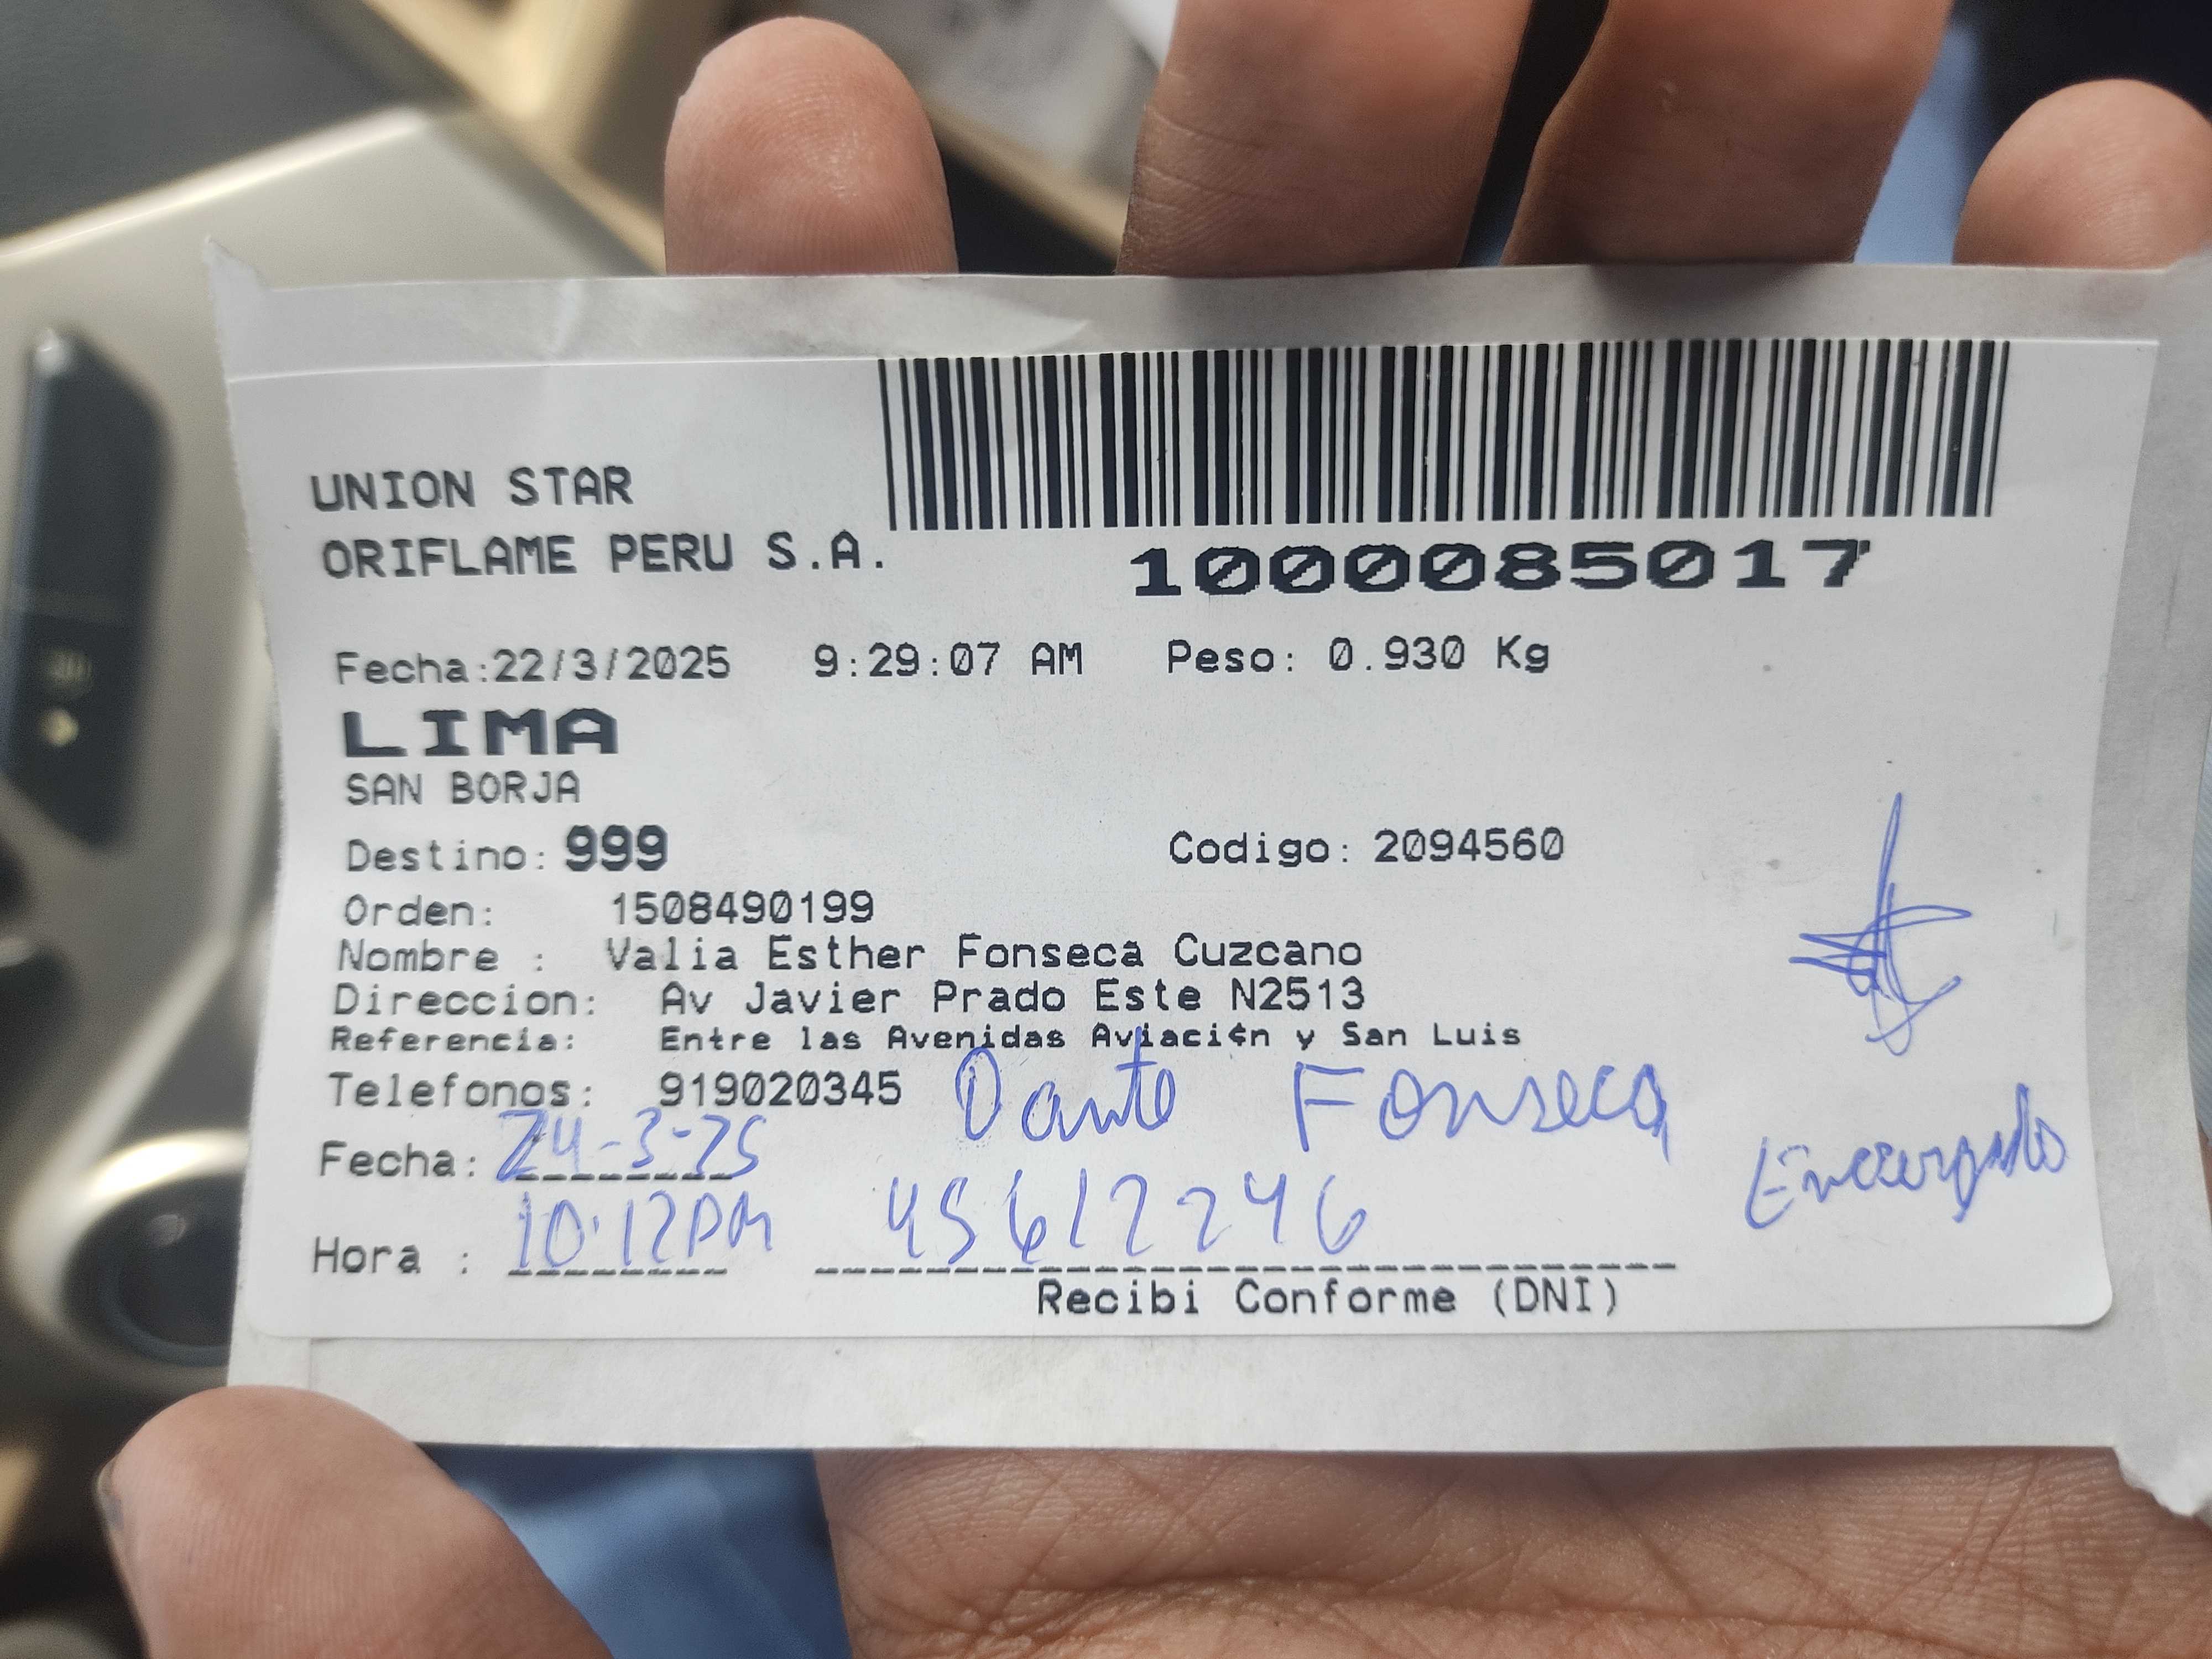 UNION STAR
ORIFLAME PERU S.A.
1000085017
Fecha:22/3/2025 9:29:07 AM Peso: 0.930 Kg
LIMA
SAN BORJA
Destino: 999 Codigo: 2094560
Orden: 1508490199
Nombre : Valia Esther Fonseca Cuzcano
Direccion: Av Javier Prado Este N2513
Referencia: Entre las Avenidas Aviaci¢n y San Luis
Telefonos: 919020345 Dante Fonseca
Fecha: 24-3-25 Encargado
Hora : 10:12PM 45612246
Recibi Conforme (DNI)